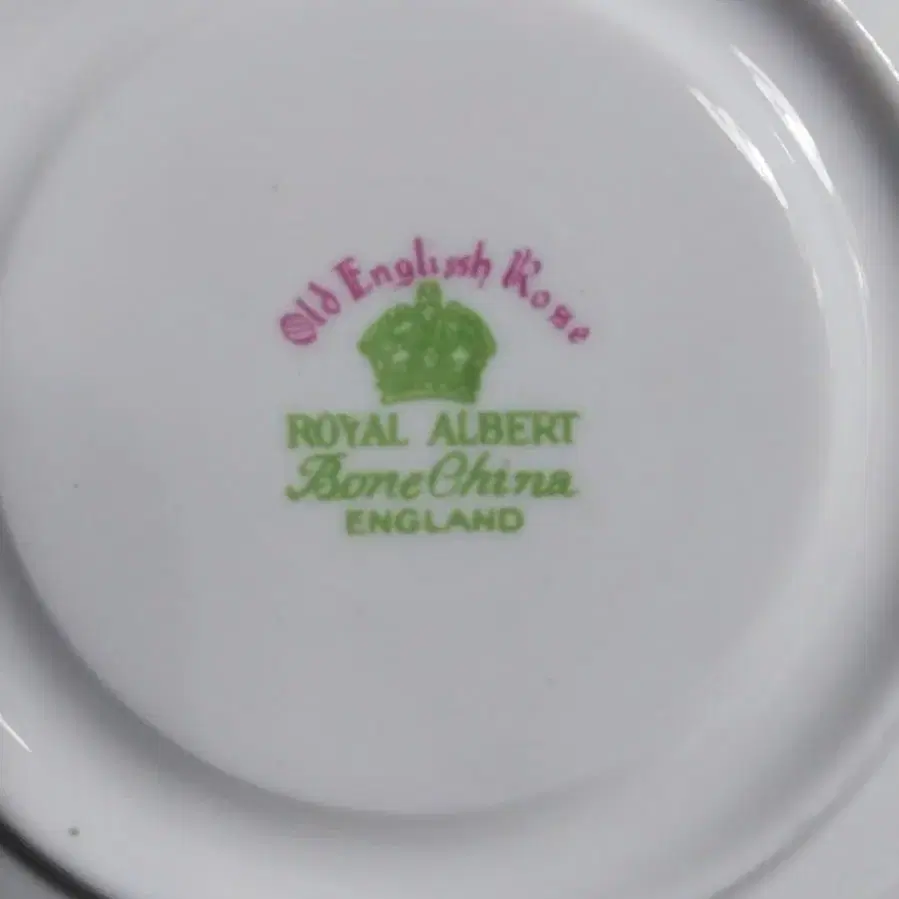 Old English Rose
ROYAL ALBERT
Bone China
ENGLAND